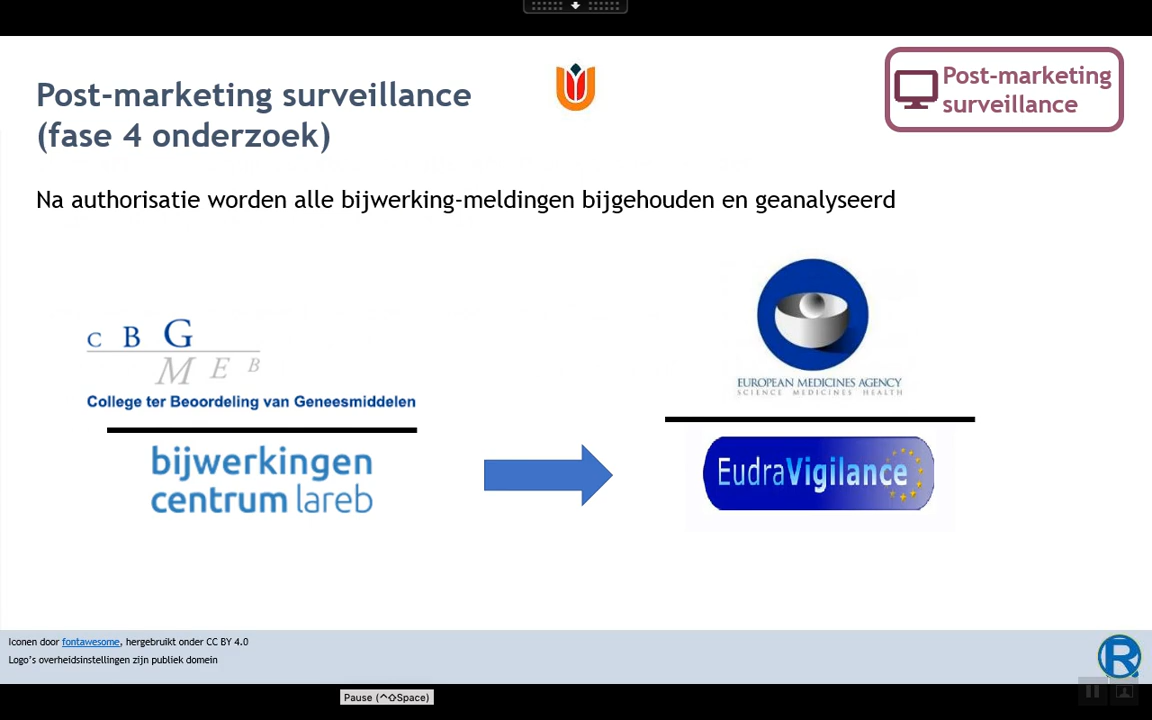 Post-marketing surveillance
(fase 4 onderzoek)
Post-marketing
surveillance
Na authorisatie worden alle bijwerking-meldingen bijgehouden en geanalyseerd
C B G
M E B
College ter Beoordeling van Geneesmiddelen
bijwerkingen
centrum lareb
EUROPEAN MEDICINES AGENCY
SCIENCE MEDICINES HEALTH
EudraVigilance
Iconen door fontawesome, hergebruikt onder CC BY 4.0
Logo's overheidsinstellingen zijn publiek domein
R
Pause (^⇧Space)